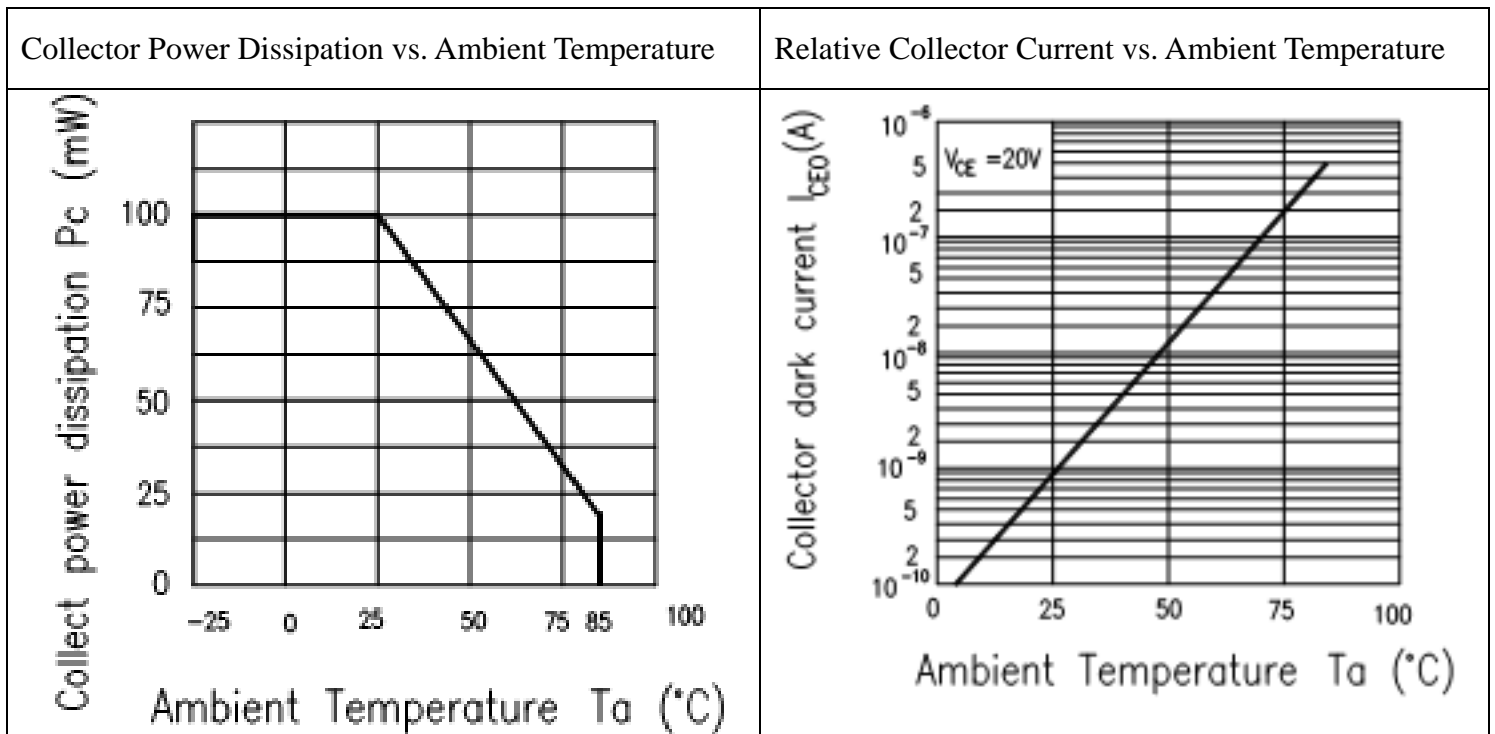 Collector Power Dissipation vs. Ambient Temperature
Relative Collector Current vs. Ambient Temperature
Collect power dissipation Pc (mW)
100
75
50
25
0
-25 0 25 50 75 85 100
Ambient Temperature Ta (°C)
Collector dark current I_CEO(A)
V_CE =20V
10^-6
5
2
10^-7
5
2
10^-8
5
2
10^-9
5
2
10^-10
0 25 50 75 100
Ambient Temperature Ta (°C)